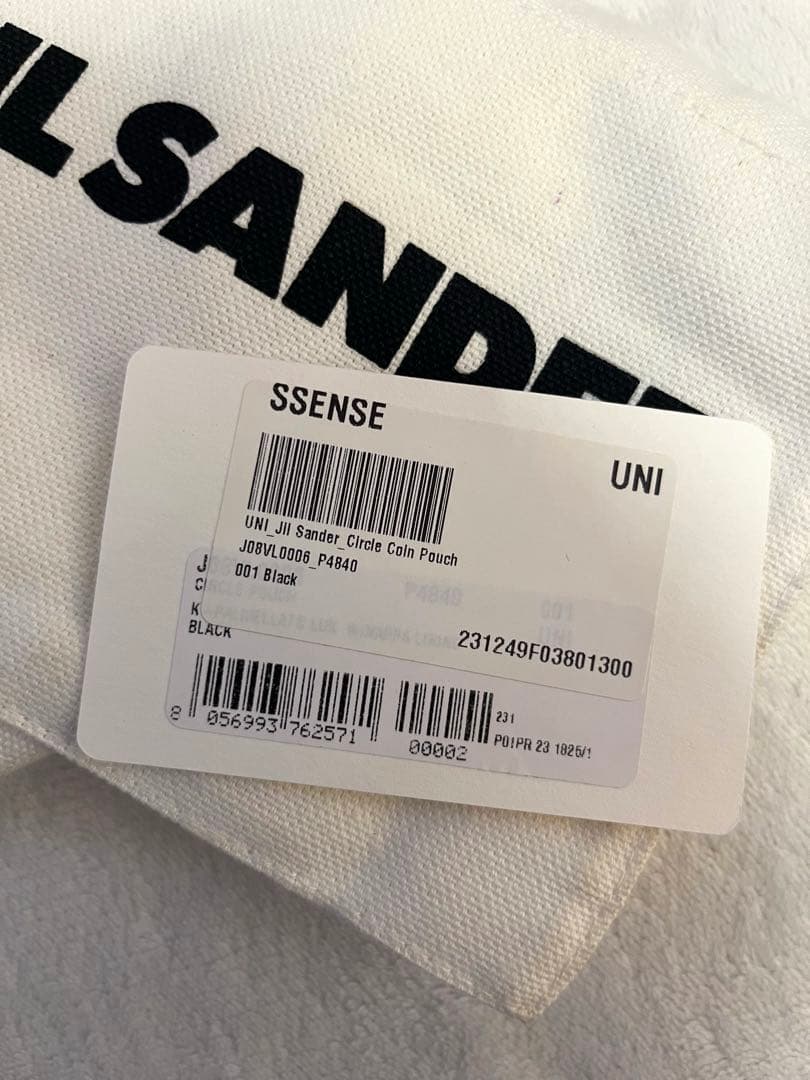 IL SANDER
SSENSE
UNI
UNI_Jil Sander_Circle Coin Pouch
J08VL0006_P4840
001 Black
P4840
001
UNI
BLACK
231249F03801300
8 056993 762571
00002
231
P01PR 23 1825/1